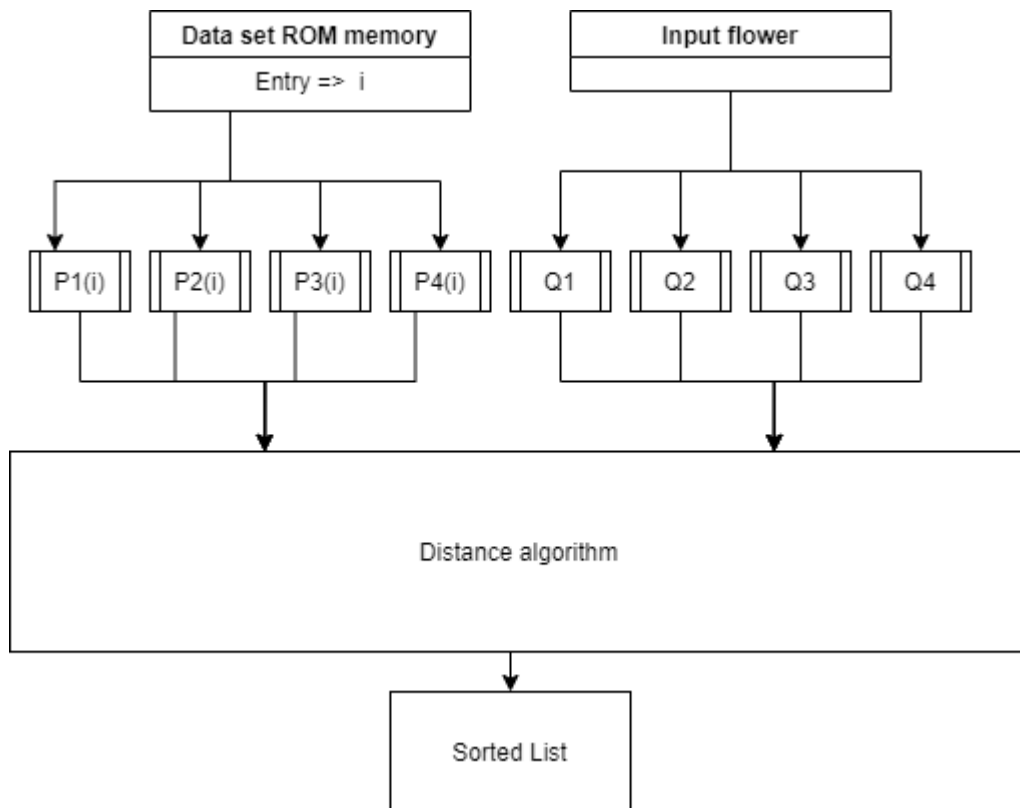 Data set ROM memory
Input flower
Entry => i
P1(i)
P2(i)
P3(i)
P4(i)
Q1
Q2
Q3
Q4
Distance algorithm
Sorted List